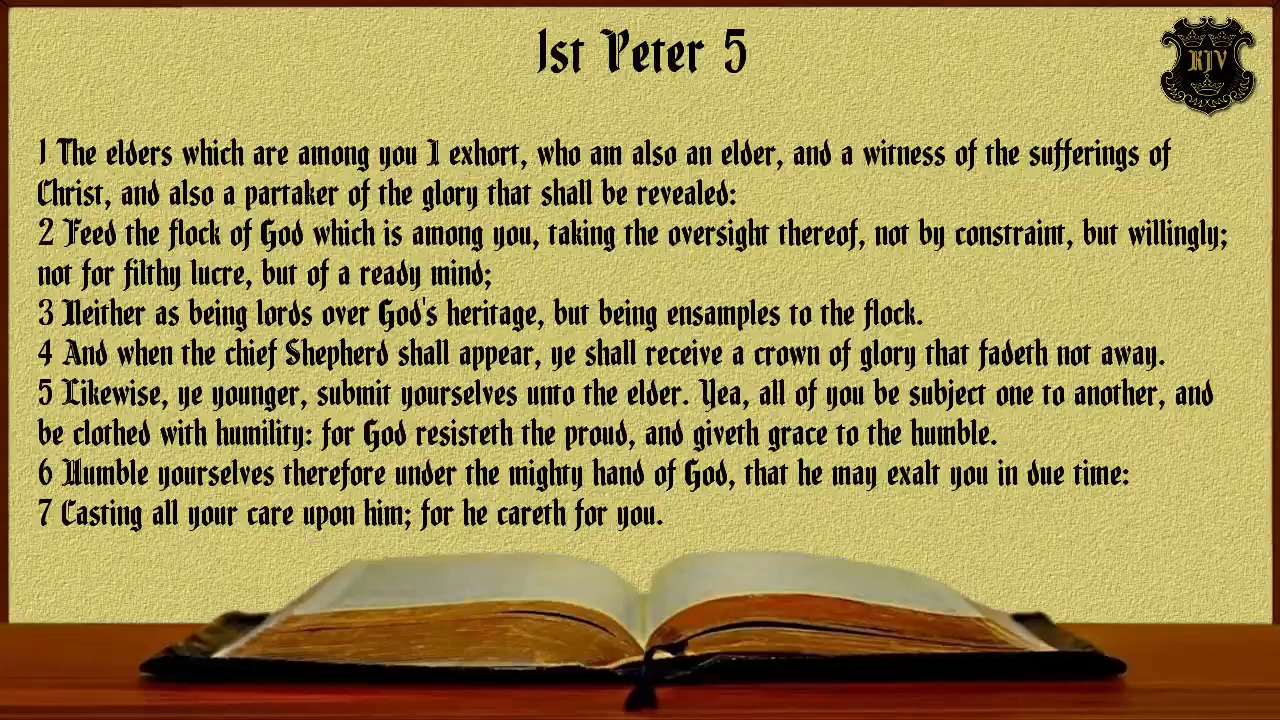 1st Peter 5
KJV
1 The elders which are among you I exhort, who am also an elder, and a witness of the sufferings of
Christ, and also a partaker of the glory that shall be revealed:
2 Feed the flock of God which is among you, taking the oversight thereof, not by constraint, but willingly;
not for filthy lucre, but of a ready mind;
3 Neither as being lords over God's heritage, but being ensamples to the flock.
4 And when the chief Shepherd shall appear, ye shall receive a crown of glory that fadeth not away.
5 Likewise, ye younger, submit yourselves unto the elder. Yea, all of you be subject one to another, and
be clothed with humility: for God resisteth the proud, and giveth grace to the humble.
6 Humble yourselves therefore under the mighty hand of God, that he may exalt you in due time:
7 Casting all your care upon him; for he careth for you.